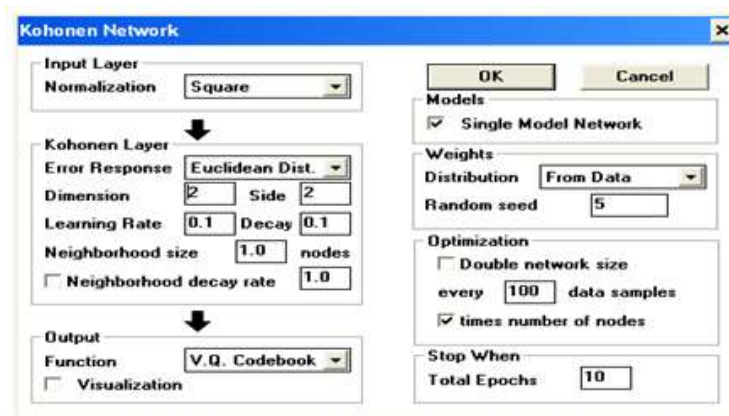 Kohonen Network
Input Layer
Normalization Square
Kohonen Layer
Error Response Euclidean Dist.
Dimension 2 Side 2
Learning Rate 0.1 Decay 0.1
Neighborhood size 1.0 nodes
Neighborhood decay rate 1.0
Output
Function V.Q. Codebook
Visualization
OK Cancel
Models
Single Model Network
Weights
Distribution From Data
Random seed 5
Optimization
Double network size
every 100 data samples
times number of nodes
Stop When
Total Epochs 10